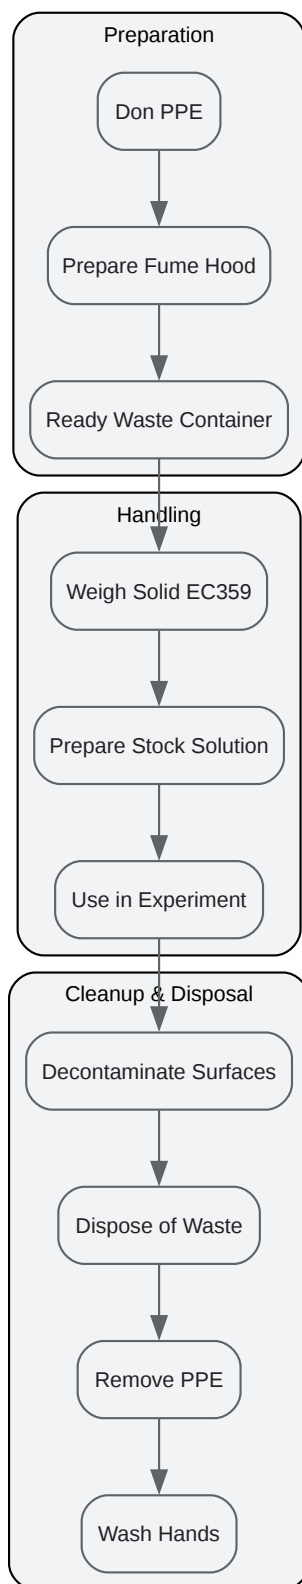 Preparation
Don PPE
Prepare Fume Hood
Ready Waste Container
Handling
Weigh Solid EC359
Prepare Stock Solution
Use in Experiment
Cleanup & Disposal
Decontaminate Surfaces
Dispose of Waste
Remove PPE
Wash Hands